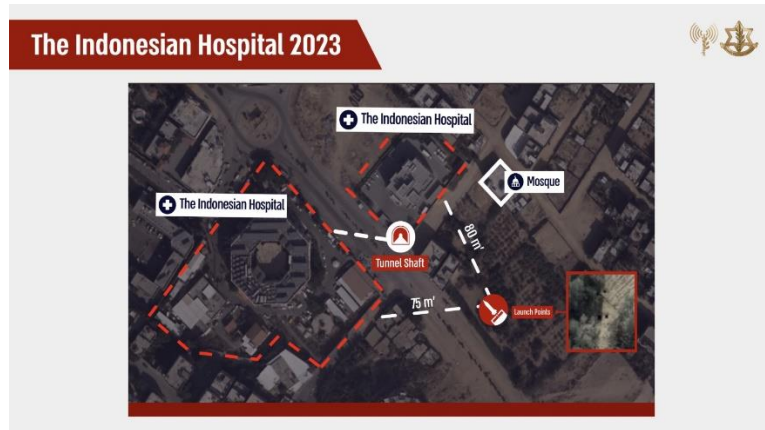 The Indonesian Hospital 2023
The Indonesian Hospital
Mosque
The Indonesian Hospital
80 m'
Tunnel Shaft
75 m'
Launch Points